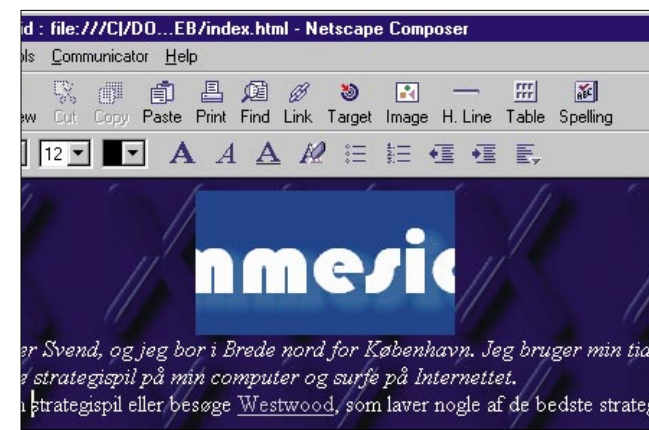 id : file:///C|/DO...EB/index.html - Netscape Composer
ols Communicator Help
ew Cut Copy Paste Print Find Link Target Image H. Line Table Spelling
12 A A A
ABC
mmesid
er Svend, og jeg bor i Brede nord for København. Jeg bruger min tid
e strategispil på min computer og surfe på Internettet.
n strategispil eller besøge Westwood, som laver nogle af de bedste strateg